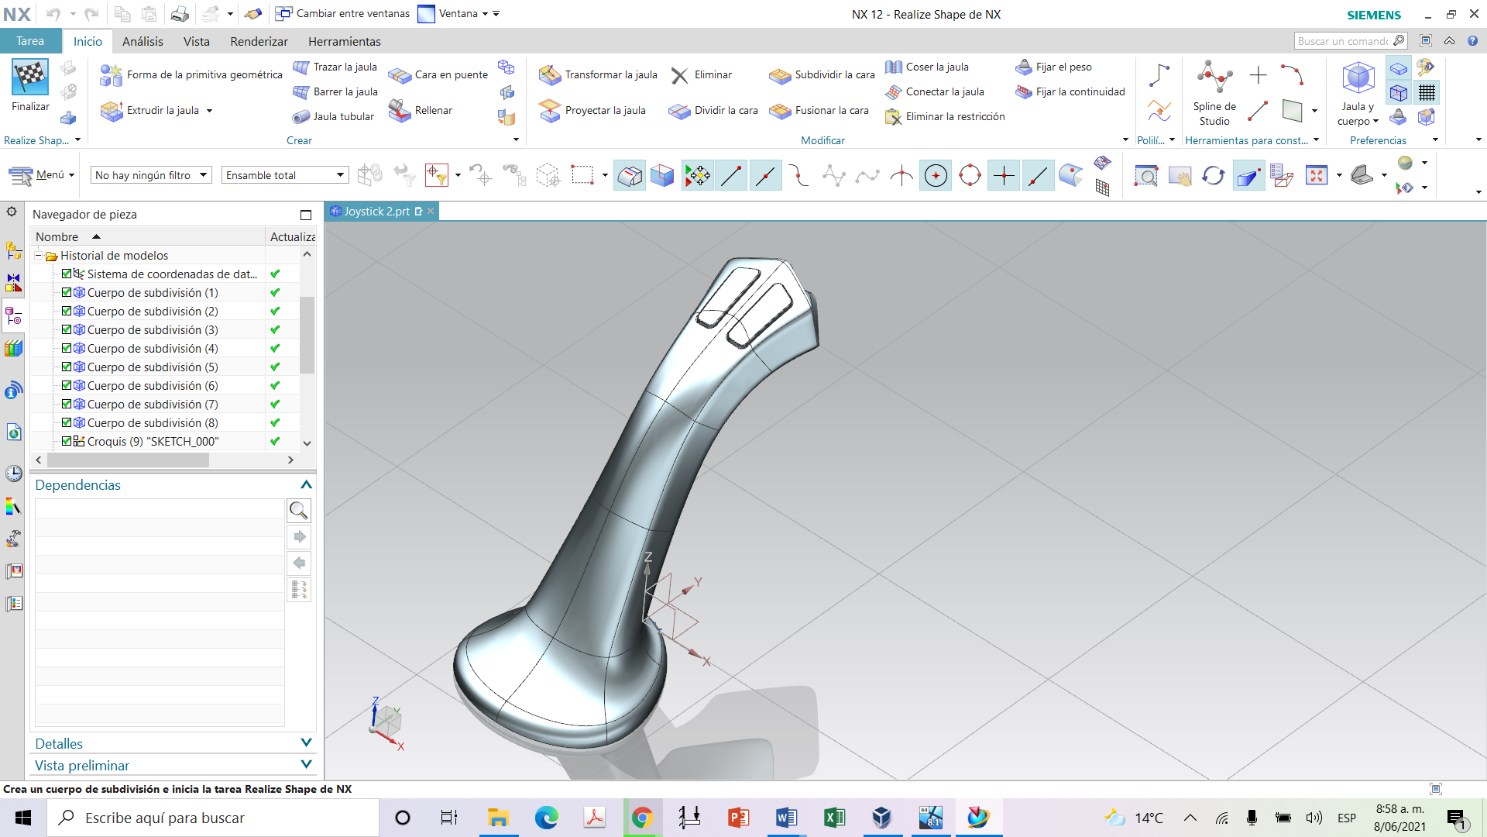 NX
Cambiar entre ventanas
Ventana
NX 12 - Realize Shape de NX
SIEMENS
Tarea
Inicio
Análisis
Vista
Renderizar
Herramientas
Buscar un comando
Finalizar
Forma de la primitiva geométrica
Extrudir la jaula
Trazar la jaula
Barrer la jaula
Jaula tubular
Cara en puente
Rellenar
Transformar la jaula
Proyectar la jaula
Eliminar
Dividir la cara
Subdividir la cara
Fusionar la cara
Coser la jaula
Conectar la jaula
Eliminar la restricción
Fijar el peso
Fijar la continuidad
Spline de
Studio
Jaula y
cuerpo
Realize Shap...
Crear
Modificar
Polilí...
Herramientas para const...
Preferencias
Menú
No hay ningún filtro
Ensamble total
Navegador de pieza
Joystick 2.prt
Nombre
Actualiza
Historial de modelos
Sistema de coordenadas de dat...
Cuerpo de subdivisión (1)
Cuerpo de subdivisión (2)
Cuerpo de subdivisión (3)
Cuerpo de subdivisión (4)
Cuerpo de subdivisión (5)
Cuerpo de subdivisión (6)
Cuerpo de subdivisión (7)
Cuerpo de subdivisión (8)
Croquis (9) "SKETCH_000"
Dependencias
Z
Y
X
Z
Y
X
Detalles
Vista preliminar
Crea un cuerpo de subdivisión e inicia la tarea Realize Shape de NX
Escribe aquí para buscar
14°C
ESP
8:58 a. m.
8/06/2021
1